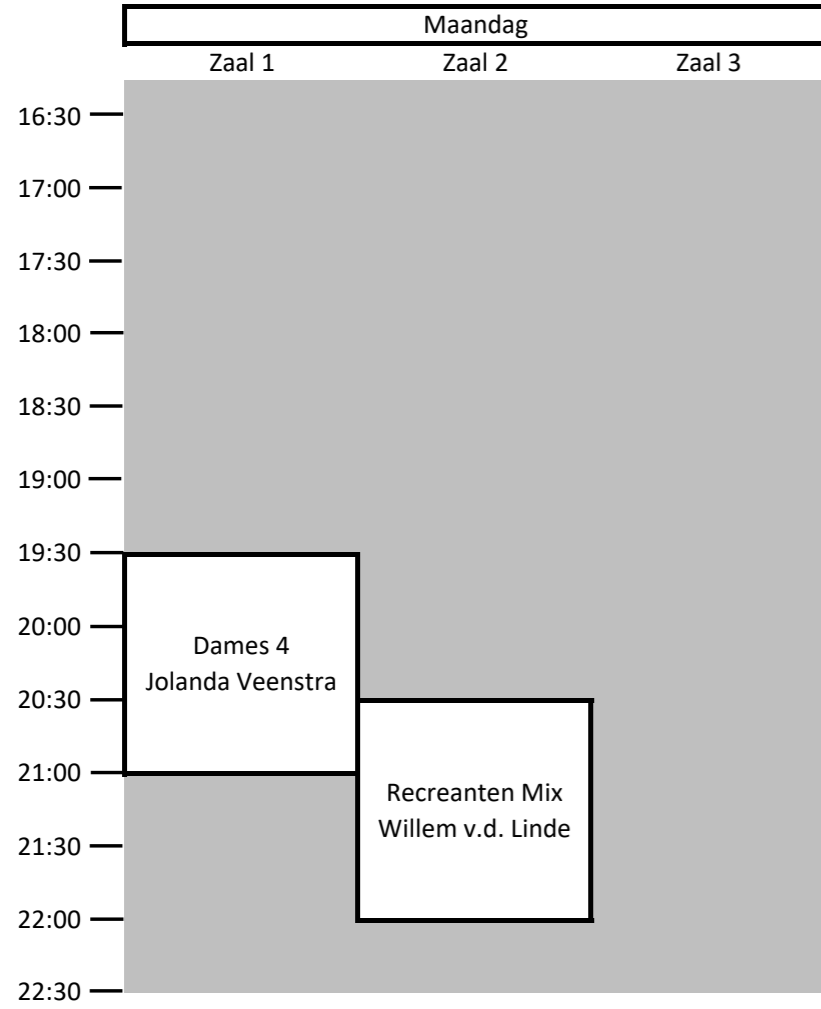 Maandag
Zaal 1 Zaal 2 Zaal 3
16:30
17:00
17:30
18:00
18:30
19:00
19:30
20:00
Dames 4
Jolanda Veenstra
20:30
21:00
Recreanten Mix
Willem v.d. Linde
21:30
22:00
22:30